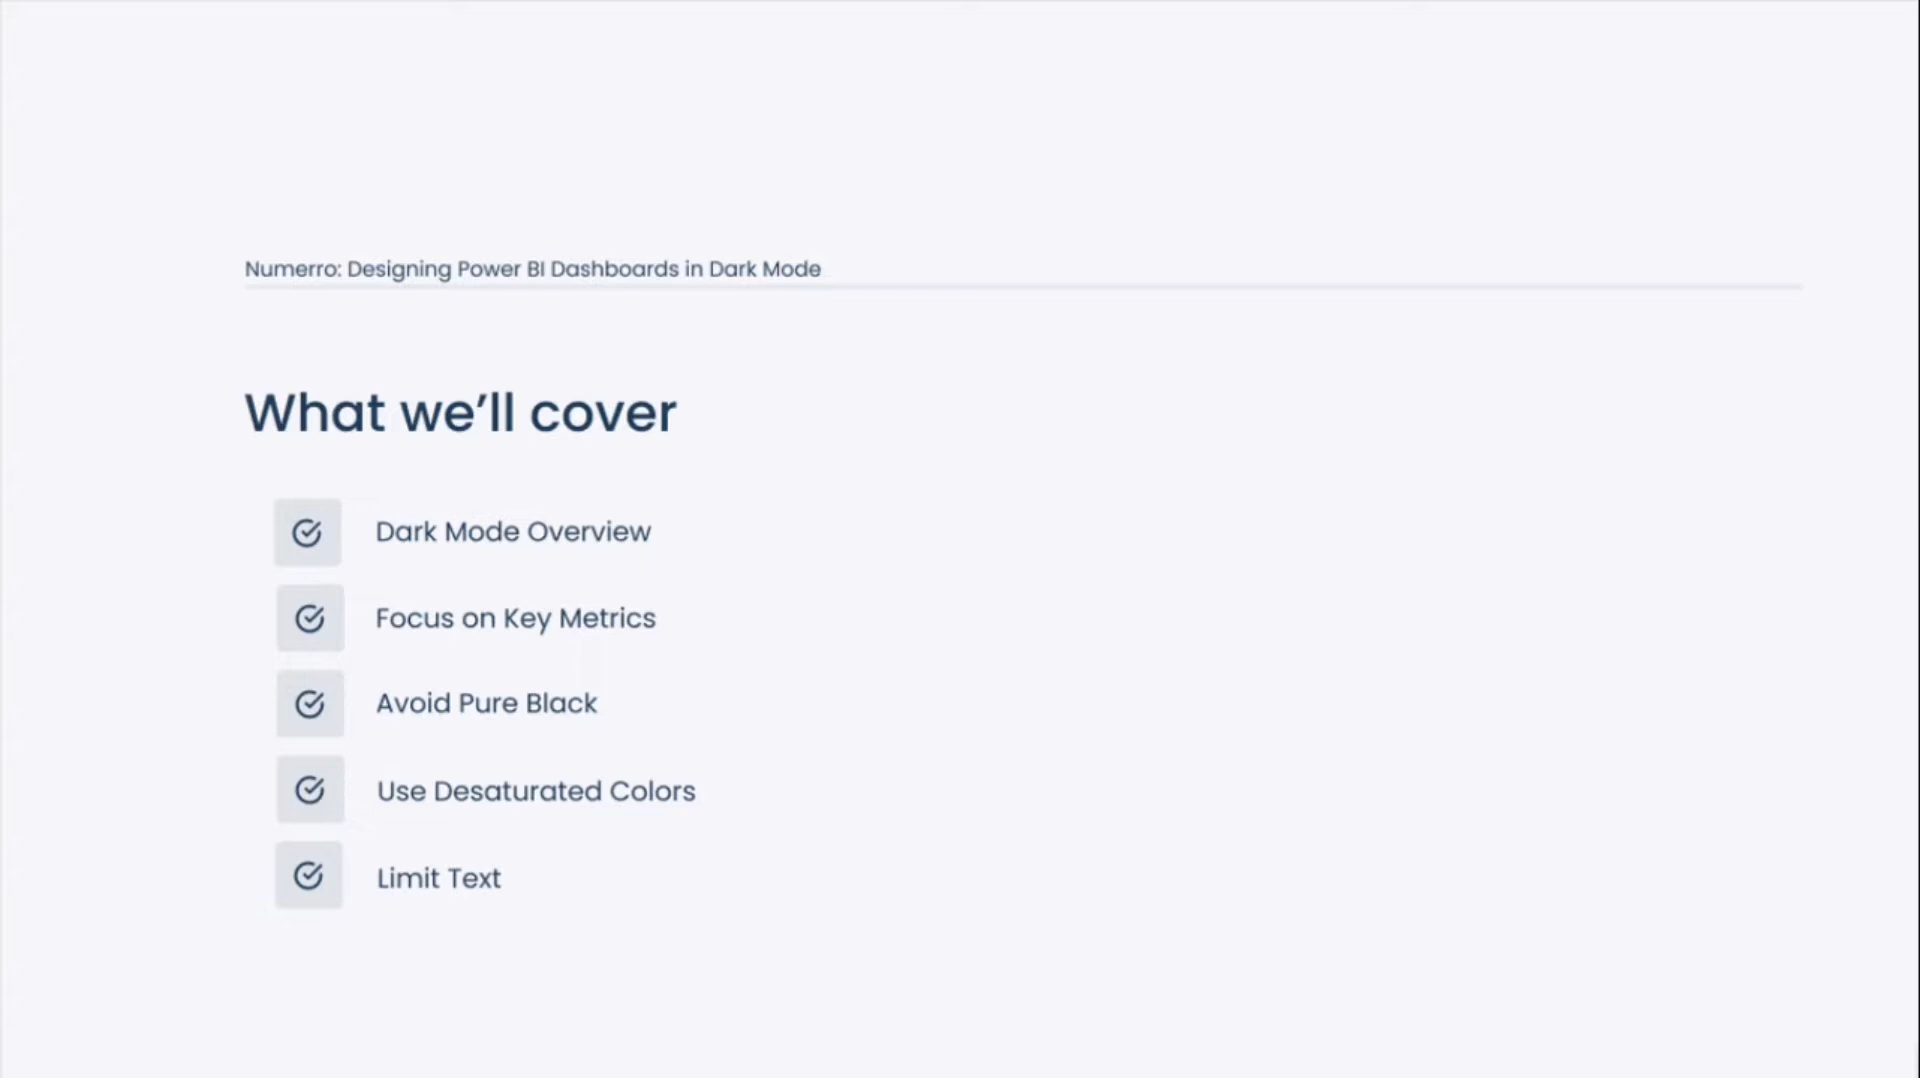 Numerro: Designing Power BI Dashboards in Dark Mode
What we’ll cover
Dark Mode Overview
Focus on Key Metrics
Avoid Pure Black
Use Desaturated Colors
Limit Text